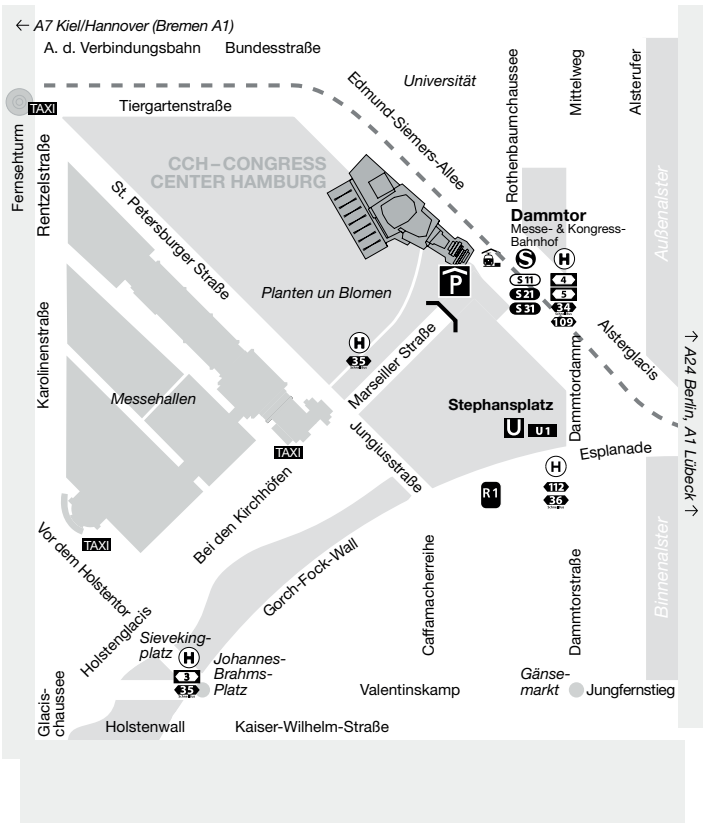 ← A7 Kiel/Hannover (Bremen A1)
A. d. Verbindungsbahn
Bundesstraße
Universität
Edmund-Siemers-Allee
Rothenbaumchaussee
Mittelweg
Alsterufer
TAXI
Tiergartenstraße
Fernsehturm
Rentzelstraße
CCH–CONGRESS
CENTER HAMBURG
St. Petersburger Straße
Außenalster
Dammtor
Messe- & Kongress-
Bahnhof
S
H
S 11
4
S 21
5
S 31
34
109
P
Planten un Blomen
H
35
Marseiller Straße
Karolinenstraße
Messehallen
Alsterglacis
Dammtordamm
→ A24 Berlin, A1 Lübeck →
Stephansplatz
U
U1
Jungiusstraße
Esplanade
TAXI
H
112
36
R 1
Bei den Kirchhöfen
TAXI
Vor dem Holstentor
Gorch-Fock-Wall
Caffamacherreihe
Dammtorstraße
Binnenalster
Holstenglacis
Sieveking-
platz
H
3
35
Johannes-
Brahms-
Platz
Glacis-
chaussee
Valentinskamp
Gänse-
markt
Jungfernstieg
Holstenwall
Kaiser-Wilhelm-Straße